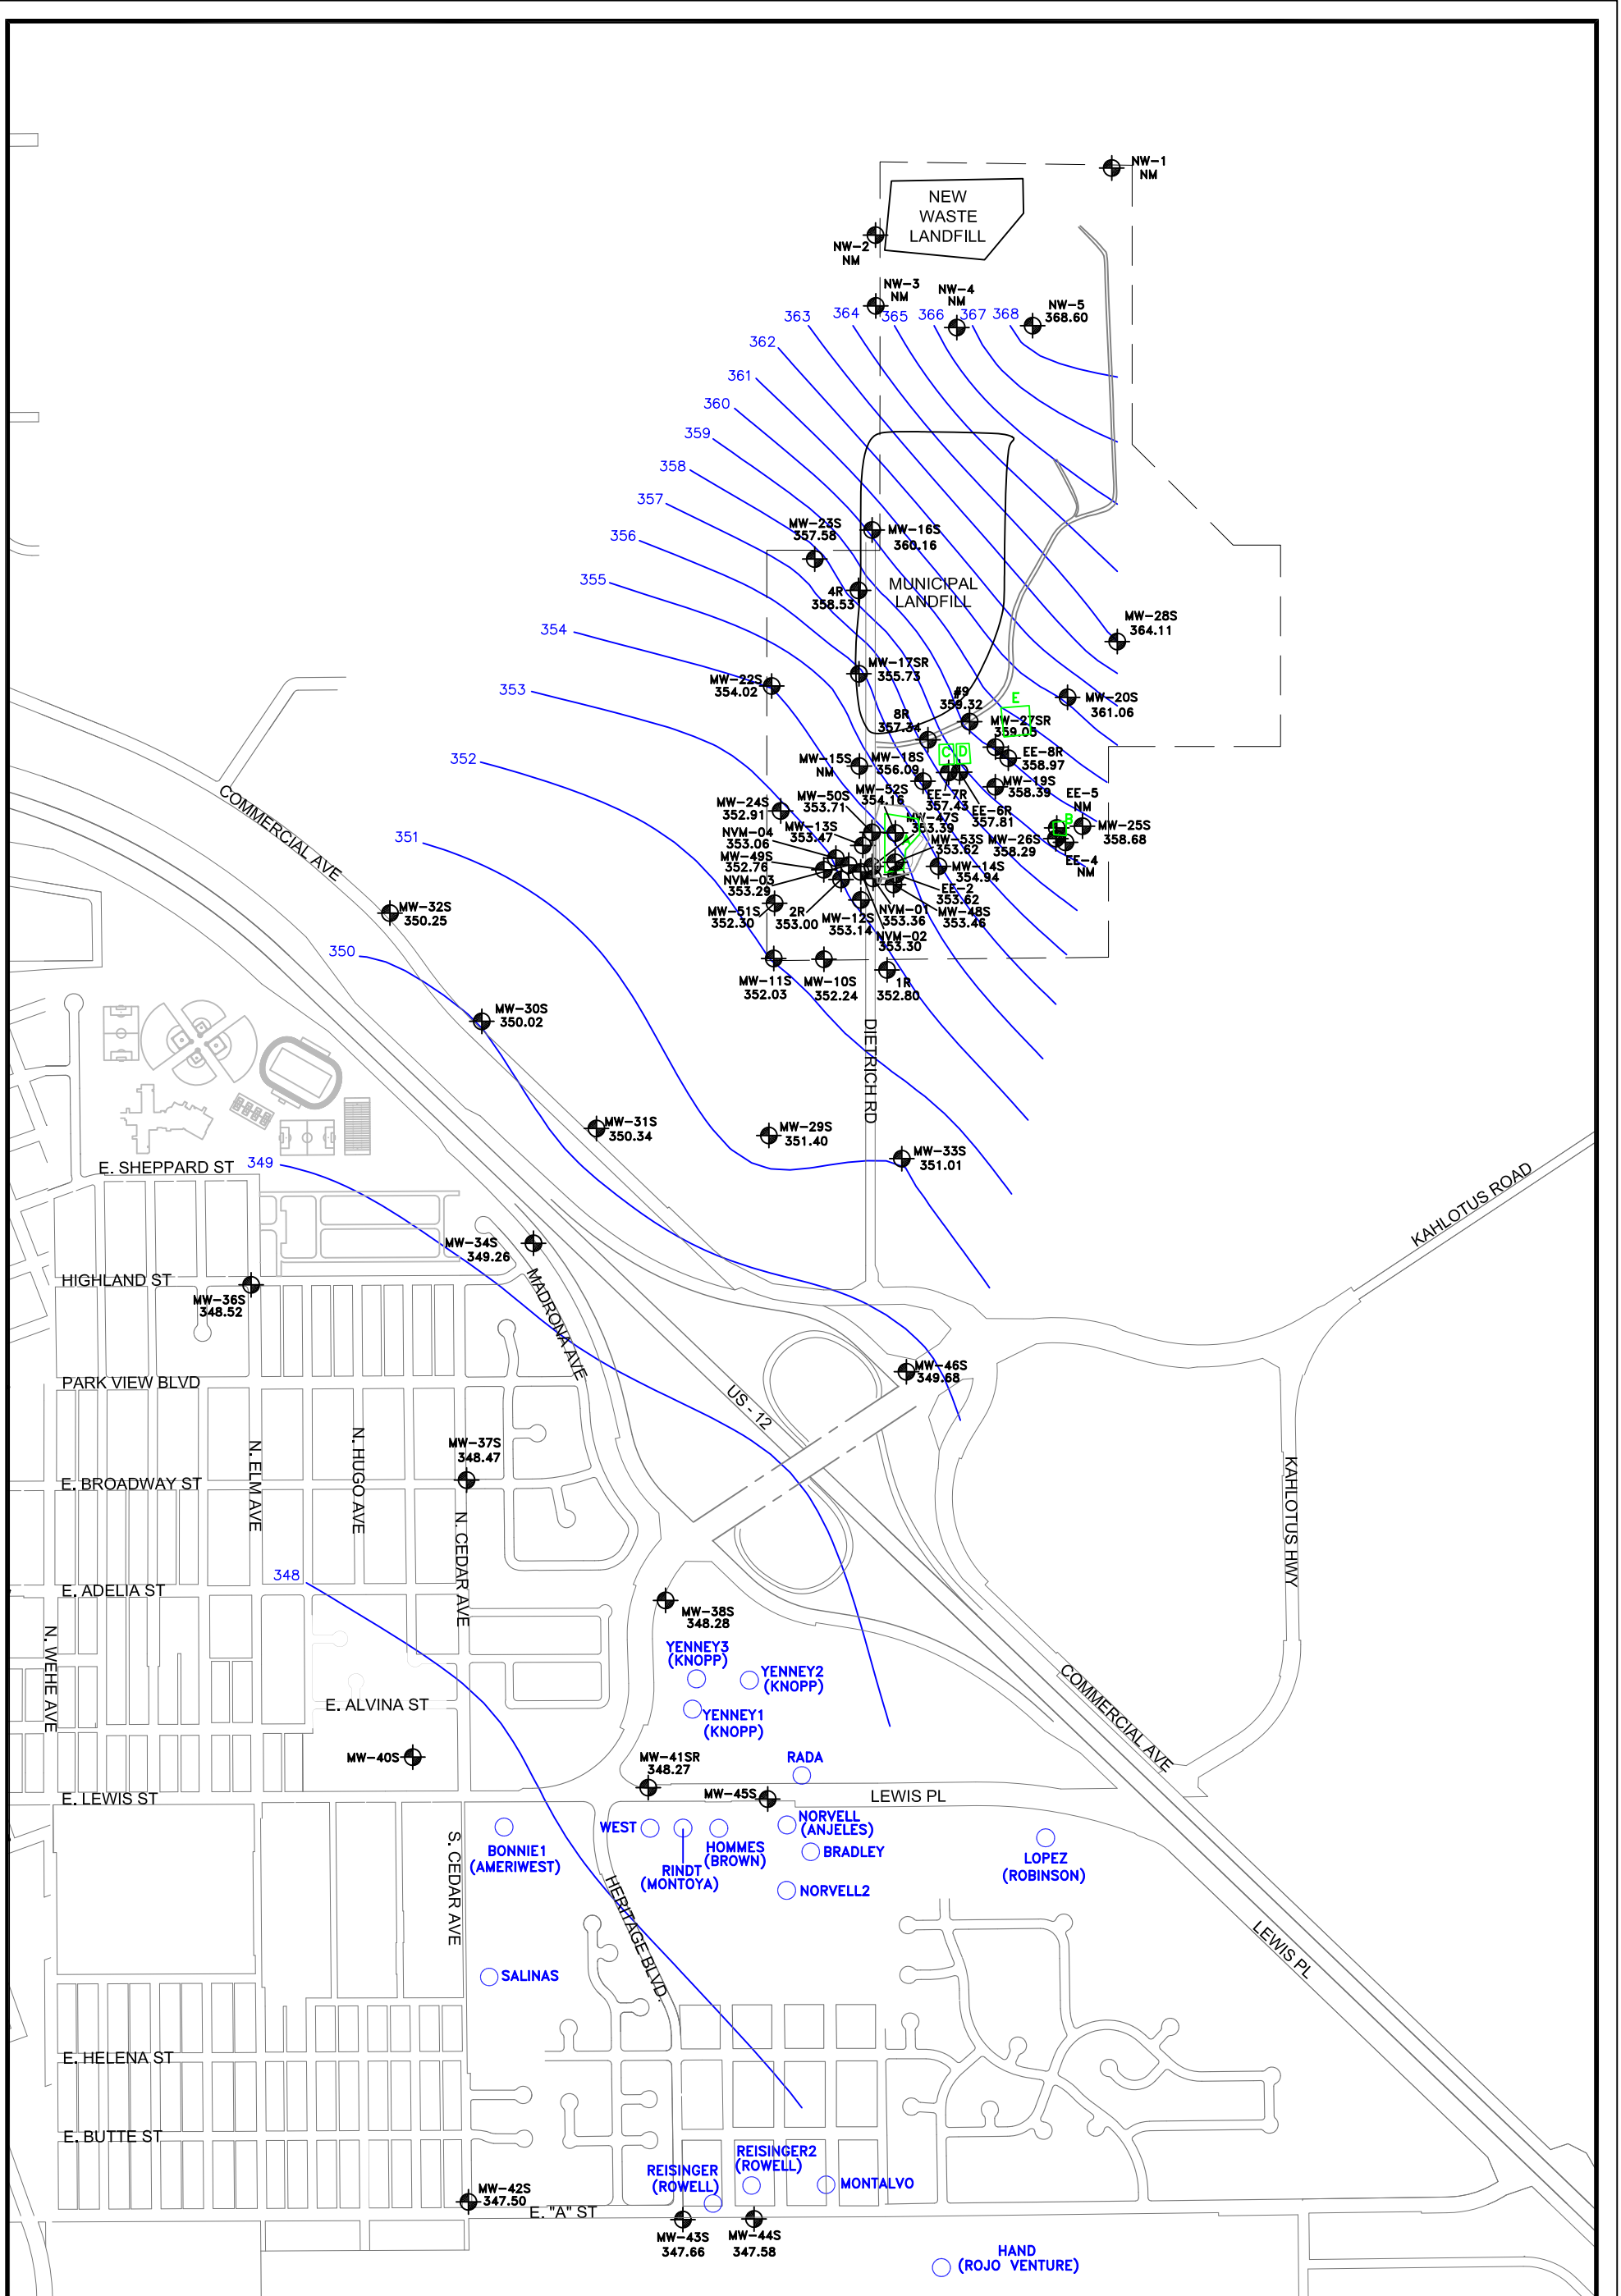 NW-1
NM
NEW
WASTE
LANDFILL
NW-2
NM
NW-3
NM
NW-4
NM
NW-5
368.60
363
364
365
366
367
368
362
361
360
359
358
357
356
355
354
353
352
351
350
349
348
MW-23S
357.58
MW-16S
360.16
4R
358.53
MUNICIPAL
LANDFILL
MW-28S
364.11
MW-17SR
355.73
MW-22S
354.02
MW-20S
361.06
#9
359.32
E
8R
357.34
MW-27SR
359.05
C
D
EE-8R
358.97
MW-15S
NM
MW-18S
356.09
MW-19S
358.39
EE-7R
357.43
EE-6R
357.81
EE-5
NM
B
MW-25S
358.68
MW-26S
358.29
EE-4
NM
MW-50S
353.71
MW-52S
354.16
MW-24S
352.91
MW-13S
353.47
MW-47S
353.39
A
NVM-04
353.06
MW-53S
353.62
MW-49S
352.76
MW-14S
354.94
NVM-03
353.29
EE-2
353.62
MW-51S
352.30
2R
353.00
MW-12S
353.14
NVM-01
353.36
MW-48S
353.46
NVM-02
353.30
MW-11S
352.03
MW-10S
352.24
1R
352.80
COMMERCIAL AVE
MW-32S
350.25
MW-30S
350.02
DIETRICH RD
MW-31S
350.34
MW-29S
351.40
MW-33S
351.01
KAHLOTUS ROAD
E. SHEPPARD ST
MW-34S
349.26
HIGHLAND ST
MW-36S
348.52
MADRONA AVE
MW-46S
349.68
PARK VIEW BLVD
US - 12
N. ELM AVE
N. HUGO AVE
MW-37S
348.47
E. BROADWAY ST
N. CEDAR AVE
KAHLOTUS HWY
E. ADELIA ST
MW-38S
348.28
N. WEHE AVE
YENNEY3
(KNOPP)
YENNEY2
(KNOPP)
YENNEY1
(KNOPP)
COMMERCIAL AVE
E. ALVINA ST
MW-40S
MW-41SR
348.27
RADA
MW-45S
LEWIS PL
E. LEWIS ST
WEST
NORVELL
(ANJELES)
BONNIE1
(AMERIWEST)
RINDT
(MONTOYA)
HOMMES
(BROWN)
BRADLEY
LOPEZ
(ROBINSON)
NORVELL2
S. CEDAR AVE
HERITAGE BLVD.
LEWIS PL
SALINAS
E. HELENA ST
E. BUTTE ST
REISINGER2
(ROWELL)
REISINGER
(ROWELL)
MONTALVO
MW-42S
347.50
E. "A" ST
MW-43S
347.66
MW-44S
347.58
HAND
(ROJO VENTURE)